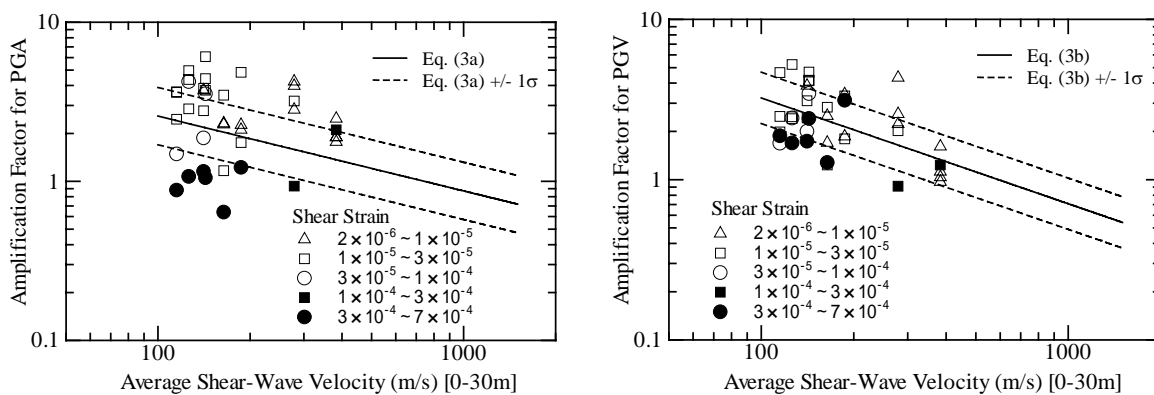 10
1
0.1
Amplification Factor for PGA
Eq. (3a)
Eq. (3a) +/- 1σ
Shear Strain
2×10⁻⁶ ~ 1×10⁻⁵
1×10⁻⁵ ~ 3×10⁻⁵
3×10⁻⁵ ~ 1×10⁻⁴
1×10⁻⁴ ~ 3×10⁻⁴
3×10⁻⁴ ~ 7×10⁻⁴
100
1000
Average Shear-Wave Velocity (m/s) [0-30m]
10
1
0.1
Amplification Factor for PGV
Eq. (3b)
Eq. (3b) +/- 1σ
Shear Strain
2×10⁻⁶ ~ 1×10⁻⁵
1×10⁻⁵ ~ 3×10⁻⁵
3×10⁻⁵ ~ 1×10⁻⁴
1×10⁻⁴ ~ 3×10⁻⁴
3×10⁻⁴ ~ 7×10⁻⁴
100
1000
Average Shear-Wave Velocity (m/s) [0-30m]